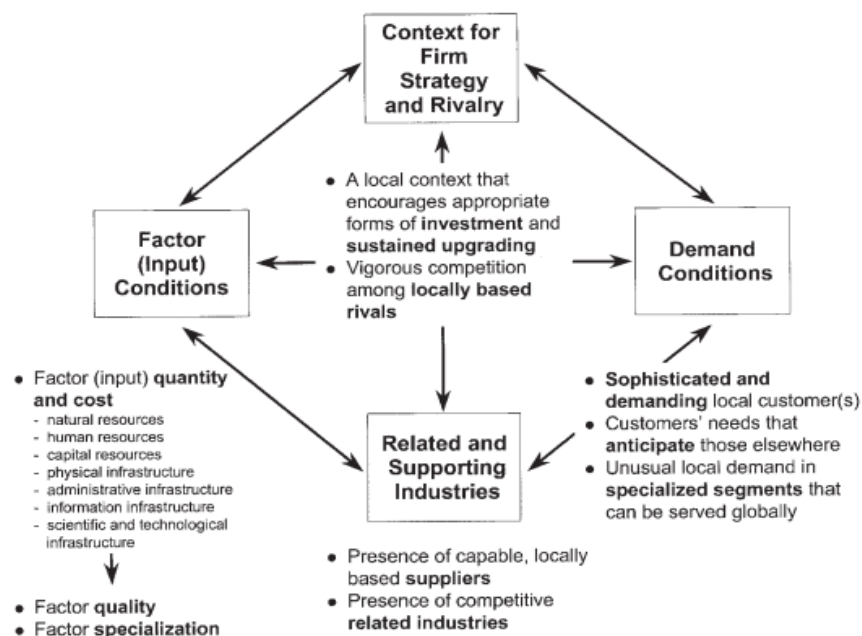 Context for
Firm
Strategy
and Rivalry
● A local context that
encourages appropriate
forms of investment and
sustained upgrading
● Vigorous competition
among locally based
rivals
Factor
(Input)
Conditions
Demand
Conditions
● Factor (input) quantity
and cost
- natural resources
- human resources
- capital resources
- physical infrastructure
- administrative infrastructure
- information infrastructure
- scientific and technological
infrastructure
● Factor quality
● Factor specialization
Related and
Supporting
Industries
● Presence of capable, locally
based suppliers
● Presence of competitive
related industries
● Sophisticated and
demanding local customer(s)
● Customers' needs that
anticipate those elsewhere
● Unusual local demand in
specialized segments that
can be served globally